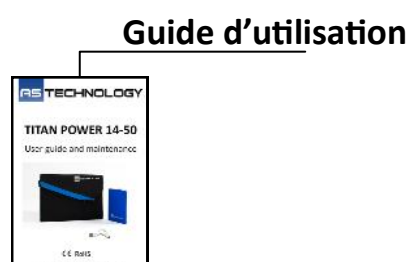 Guide d'utilisation
AS TECHNOLOGY
TITAN POWER 14-50
User guide and maintenance
CE RoHS